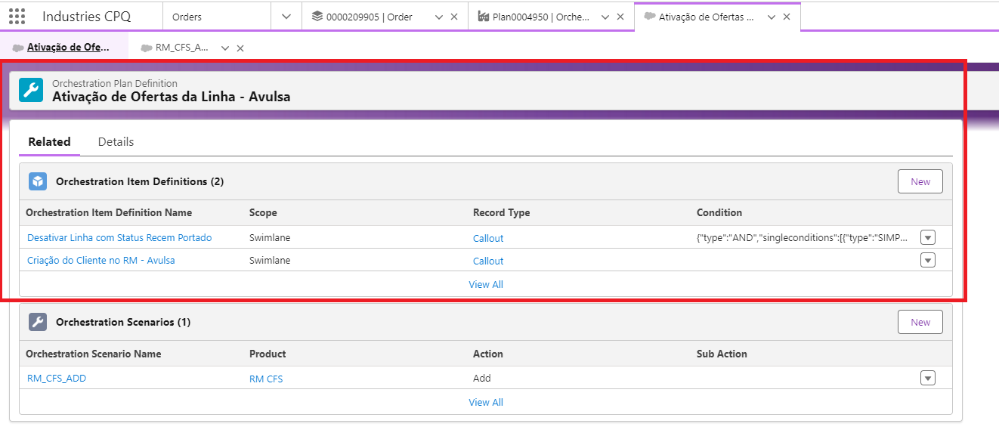 Industries CPQ
Orders
0000209905 | Order
Plan0004950 | Orche...
Ativação de Ofertas ...
Ativação de Ofe...
RM_CFS_A...
Orchestration Plan Definition
Ativação de Ofertas da Linha - Avulsa
Related
Details
Orchestration Item Definitions (2)
New
Orchestration Item Definition Name
Scope
Record Type
Condition
Desativar Linha com Status Recem Portado
Swimlane
Callout
{"type":"AND","singleconditions":[{"type":"SIMP...
Criação do Cliente no RM - Avulsa
Swimlane
Callout
View All
Orchestration Scenarios (1)
New
Orchestration Scenario Name
Product
Action
Sub Action
RM_CFS_ADD
RM CFS
Add
View All